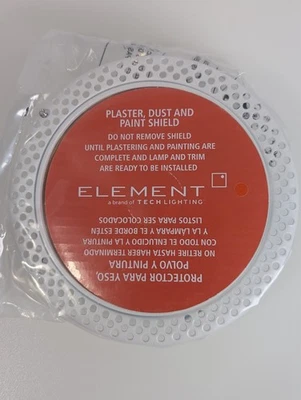 PLASTER, DUST AND
PAINT SHIELD
DO NOT REMOVE SHIELD
UNTIL PLASTERING AND PAINTING ARE
COMPLETE AND LAMP AND TRIM
ARE READY TO BE INSTALLED
ELEMENT
a brand of TECH LIGHTING
PROTECTOR PARA YESO,
POLVO Y PINTURA
NO RETIRE HASTA HABER TERMINADO
CON TODO EL ENLUCIDO Y LA PINTURA
Y LA LAMPARA Y EL BORDE ESTEN
LISTOS PARA SER COLOCADOS